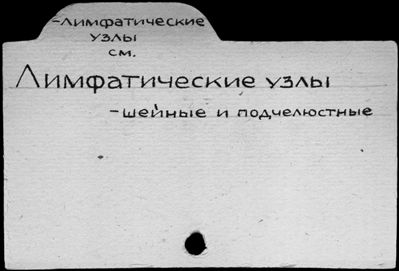 -Лимфатические
узлы
см.
Лимфатические узлы
-шейные и подчелюстные